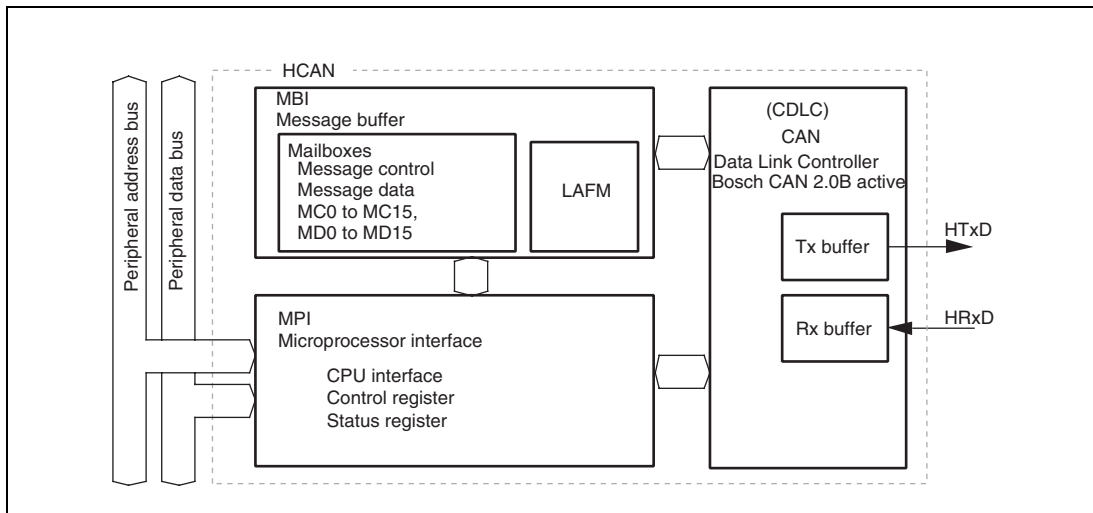 Peripheral address bus
Peripheral data bus
HCAN
MBI
Message buffer
Mailboxes
Message control
Message data
MC0 to MC15,
MD0 to MD15
LAFM
MPI
Microprocessor interface
CPU interface
Control register
Status register
(CDLC)
CAN
Data Link Controller
Bosch CAN 2.0B active
Tx buffer
HTxD
Rx buffer
HRxD